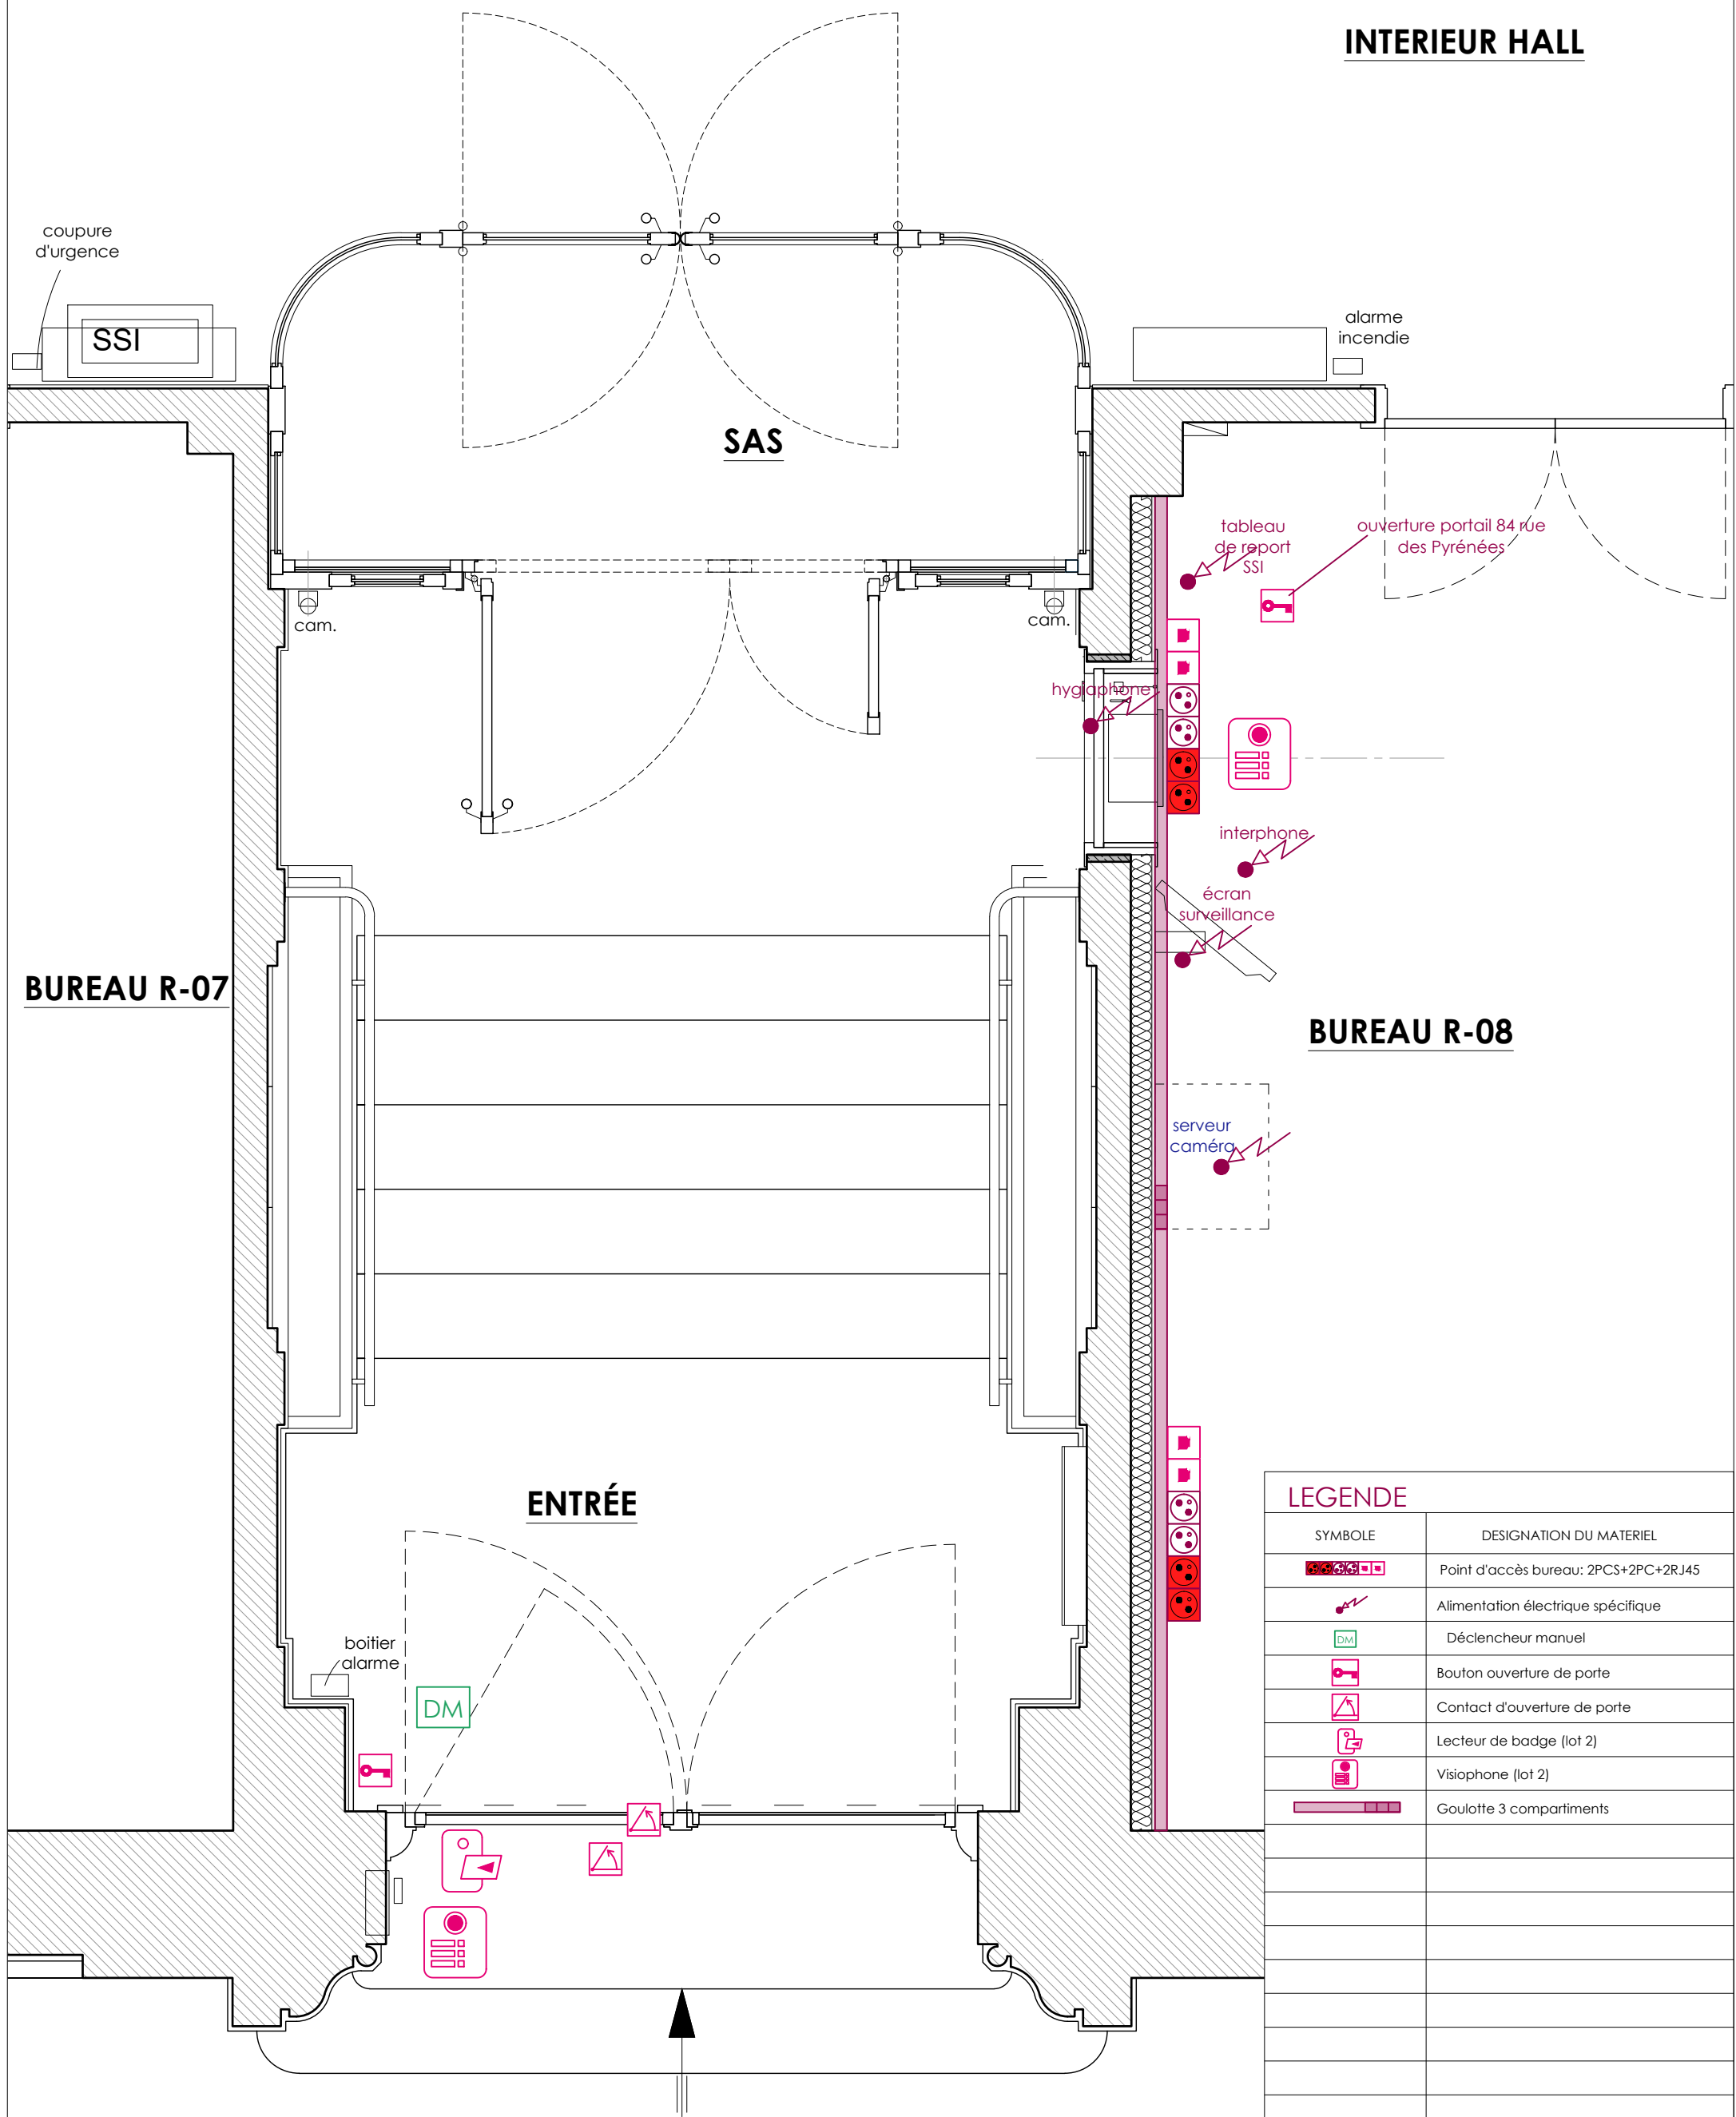 INTERIEUR HALL
coupure
d'urgence
SSI
alarme
incendie
SAS
tableau
de report
SSI
ouverture portail 84 rue
des Pyrénées
cam.
cam.
hygiaphone
interphone
écran
surveillance
BUREAU R-07
BUREAU R-08
serveur
caméra
ENTRÉE
boitier
alarme
DM
LEGENDE
SYMBOLE
DESIGNATION DU MATERIEL
Point d'accès bureau: 2PCS+2PC+2RJ45
Alimentation électrique spécifique
DM
Déclencheur manuel
Bouton ouverture de porte
Contact d'ouverture de porte
Lecteur de badge (lot 2)
Visiophone (lot 2)
Goulotte 3 compartiments